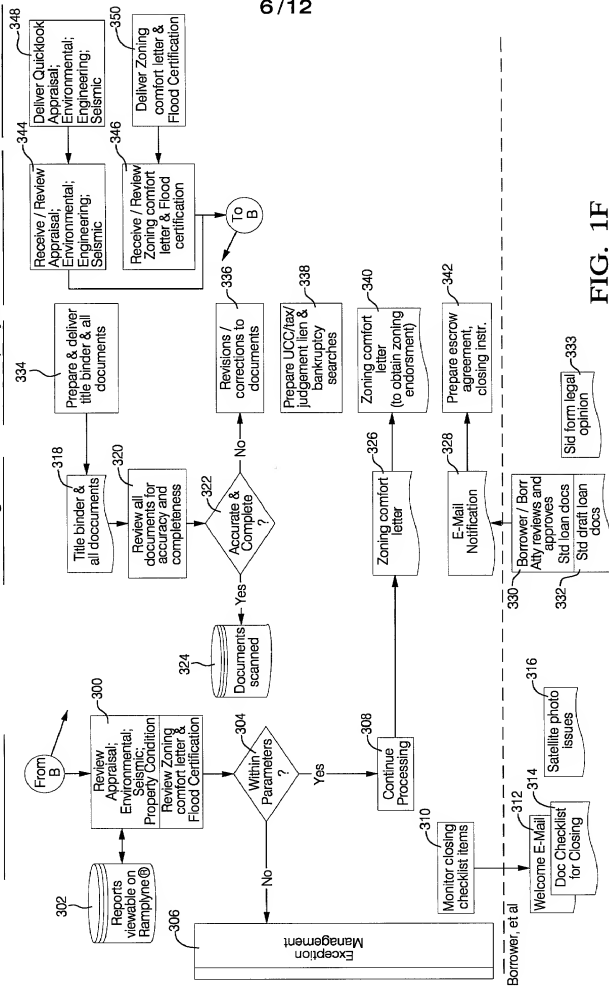 6/12
348
Deliver Quicklook
Appraisal;
Environmental;
Engineering;
Seismic
350
Deliver Zoning
comfort letter &
Flood Certification
344
Receive / Review
Appraisal;
Environmental;
Engineering;
Seismic
346
Receive / Review
Zoning comfort
letter & Flood
certification
To
B
334
Prepare & deliver
title binder & all
documents
336
Revisions /
corrections to
documents
338
Prepare UCC/tax/
judgement lien &
bankruptcy
searches
340
Zoning comfort
letter
(to obtain zoning
endorsment)
342
Prepare escrow
agreement,
closing instr.
318
Title binder &
all doccuments
320
Review all
documents for
accuracy and
completeness
322
Accurate &
Complete
?
No
Yes
324
Documents
scanned
326
Zoning comfort
letter
328
E-Mail
Notification
330
Borrower / Borr
Atty reviews and
approves
Std loan docs
332
Std draft loan
docs
333
Sid form legal
opinion
From
B
300
Review
Appraisal;
Environmental;
Seismic;
Property Condition
Review Zoning
comfort letter &
Flood Certification
302
Reports
viewable on
Ramplyne®
304
Within
Parameters
?
Yes
No
306
Exception
Management
308
Continue
Processing
310
Monitor closing
checklist items
312
Welcome E-Mail
314
Doc Checklist
for Closing
316
Satellite photo
issues
Borrower, et al
FIG. 1F